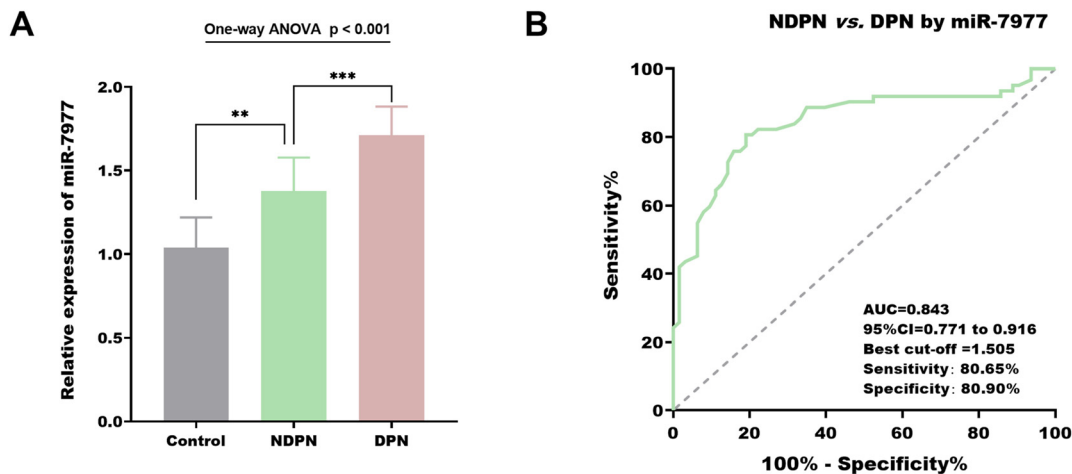 A
One-way ANOVA p < 0.001
Relative expression of miR-7977
2.0
1.5
1.0
0.5
0.0
**
***
Control
NDPN
DPN
B
NDPN vs. DPN by miR-7977
Sensitivity%
100
80
60
40
20
0
AUC=0.843
95%CI=0.771 to 0.916
Best cut-off =1.505
Sensitivity: 80.65%
Specificity: 80.90%
0
20
40
60
80
100
100% - Specificity%